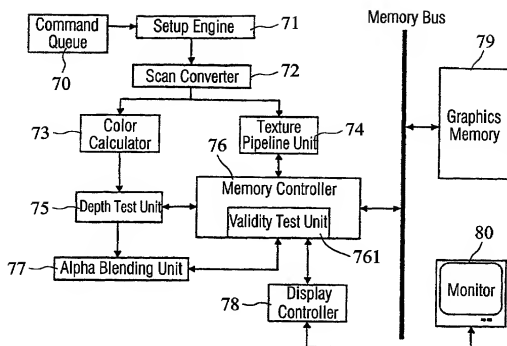 Command
Queue
70
Setup Engine
71
Memory Bus
Scan Converter
72
79
Graphics
Memory
73
Color
Calculator
Texture
Pipeline Unit
74
76
Memory Controller
Validity Test Unit
761
75
Depth Test Unit
77
Alpha Blending Unit
78
Display
Controller
80
Monitor